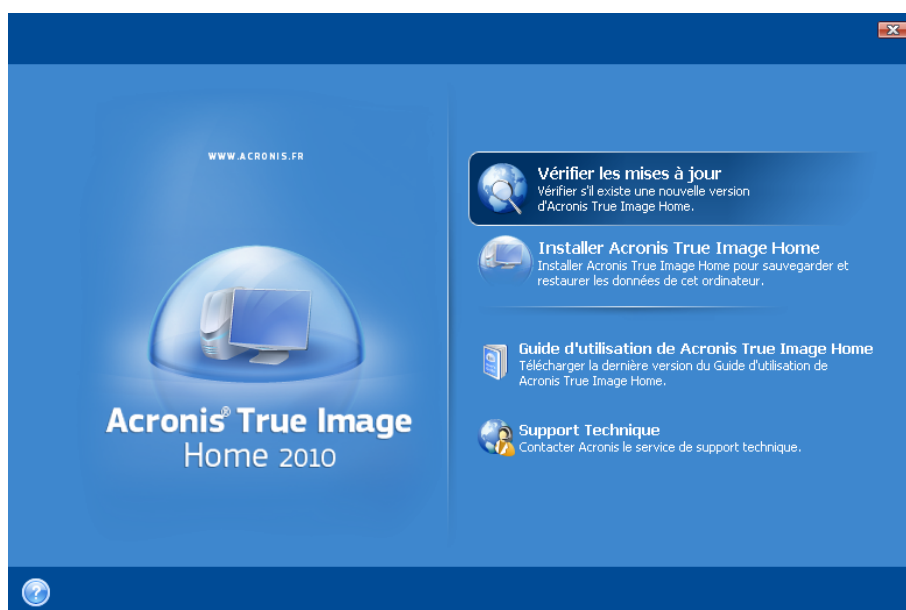 WWW.ACRONIS.FR
Acronis® True Image
Home 2010
Vérifier les mises à jour
Vérifier s'il existe une nouvelle version
d'Acronis True Image Home.
Installer Acronis True Image Home
Installer Acronis True Image Home pour sauvegarder et
restaurer les données de cet ordinateur.
Guide d'utilisation de Acronis True Image Home
Télécharger la dernière version du Guide d'utilisation de
Acronis True Image Home.
Support Technique
Contacter Acronis le service de support technique.
?